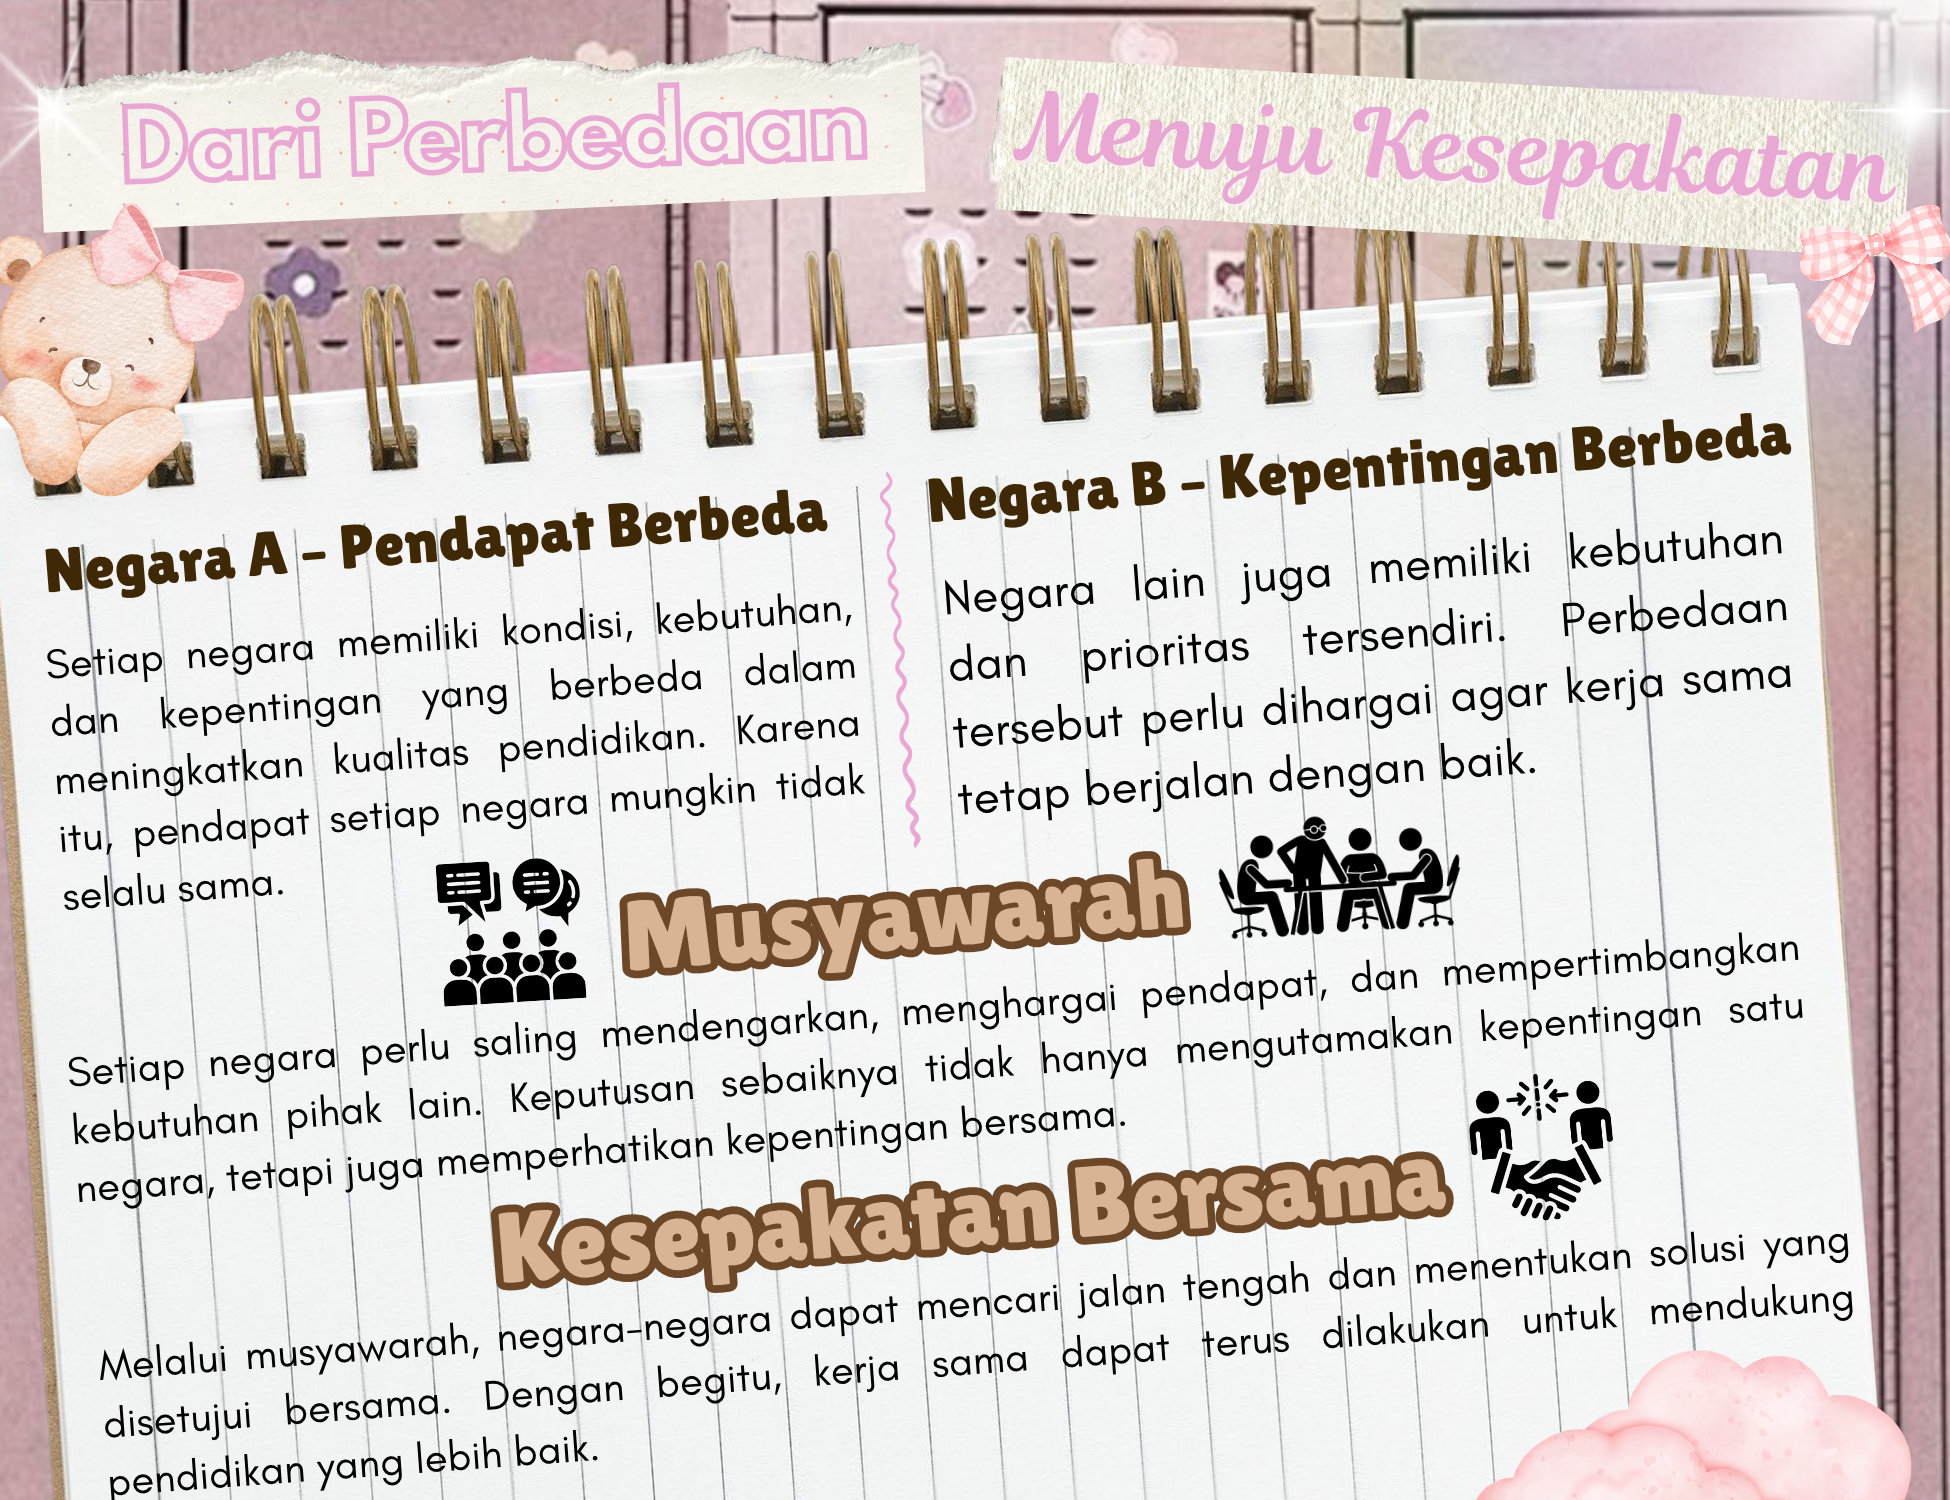 Dari Perbedaan
Menuju Kesepakatan
Negara A – Pendapat Berbeda
Setiap negara memiliki kondisi, kebutuhan,
dan kepentingan yang berbeda dalam
meningkatkan kualitas pendidikan. Karena
itu, pendapat setiap negara mungkin tidak
selalu sama.
Negara B – Kepentingan Berbeda
Negara lain juga memiliki kebutuhan
dan prioritas tersendiri. Perbedaan
tersebut perlu dihargai agar kerja sama
tetap berjalan dengan baik.
Musyawarah
Setiap negara perlu saling mendengarkan, menghargai pendapat, dan mempertimbangkan
kebutuhan pihak lain. Keputusan sebaiknya tidak hanya mengutamakan kepentingan satu
negara, tetapi juga memperhatikan kepentingan bersama.
Kesepakatan Bersama
Melalui musyawarah, negara-negara dapat mencari jalan tengah dan menentukan solusi yang
disetujui bersama. Dengan begitu, kerja sama dapat terus dilakukan untuk mendukung
pendidikan yang lebih baik.